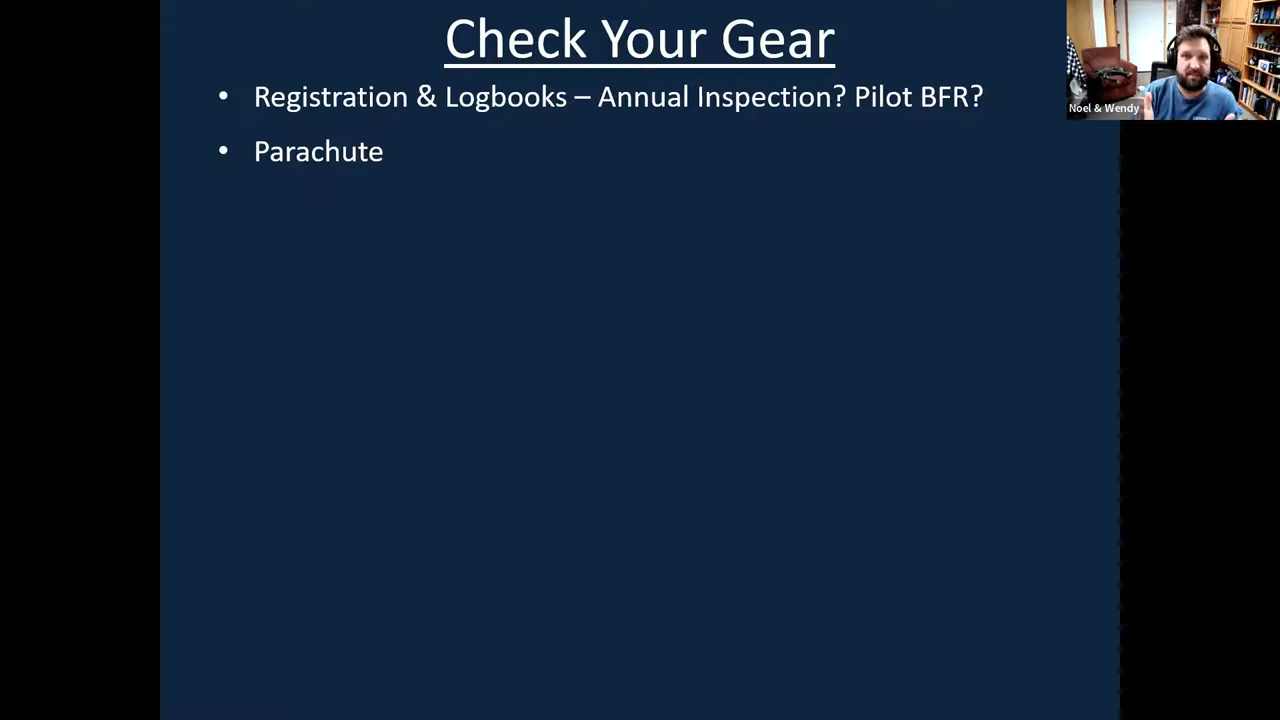 Check Your Gear
• Registration & Logbooks – Annual Inspection? Pilot BFR?
• Parachute
Noel & Wendy